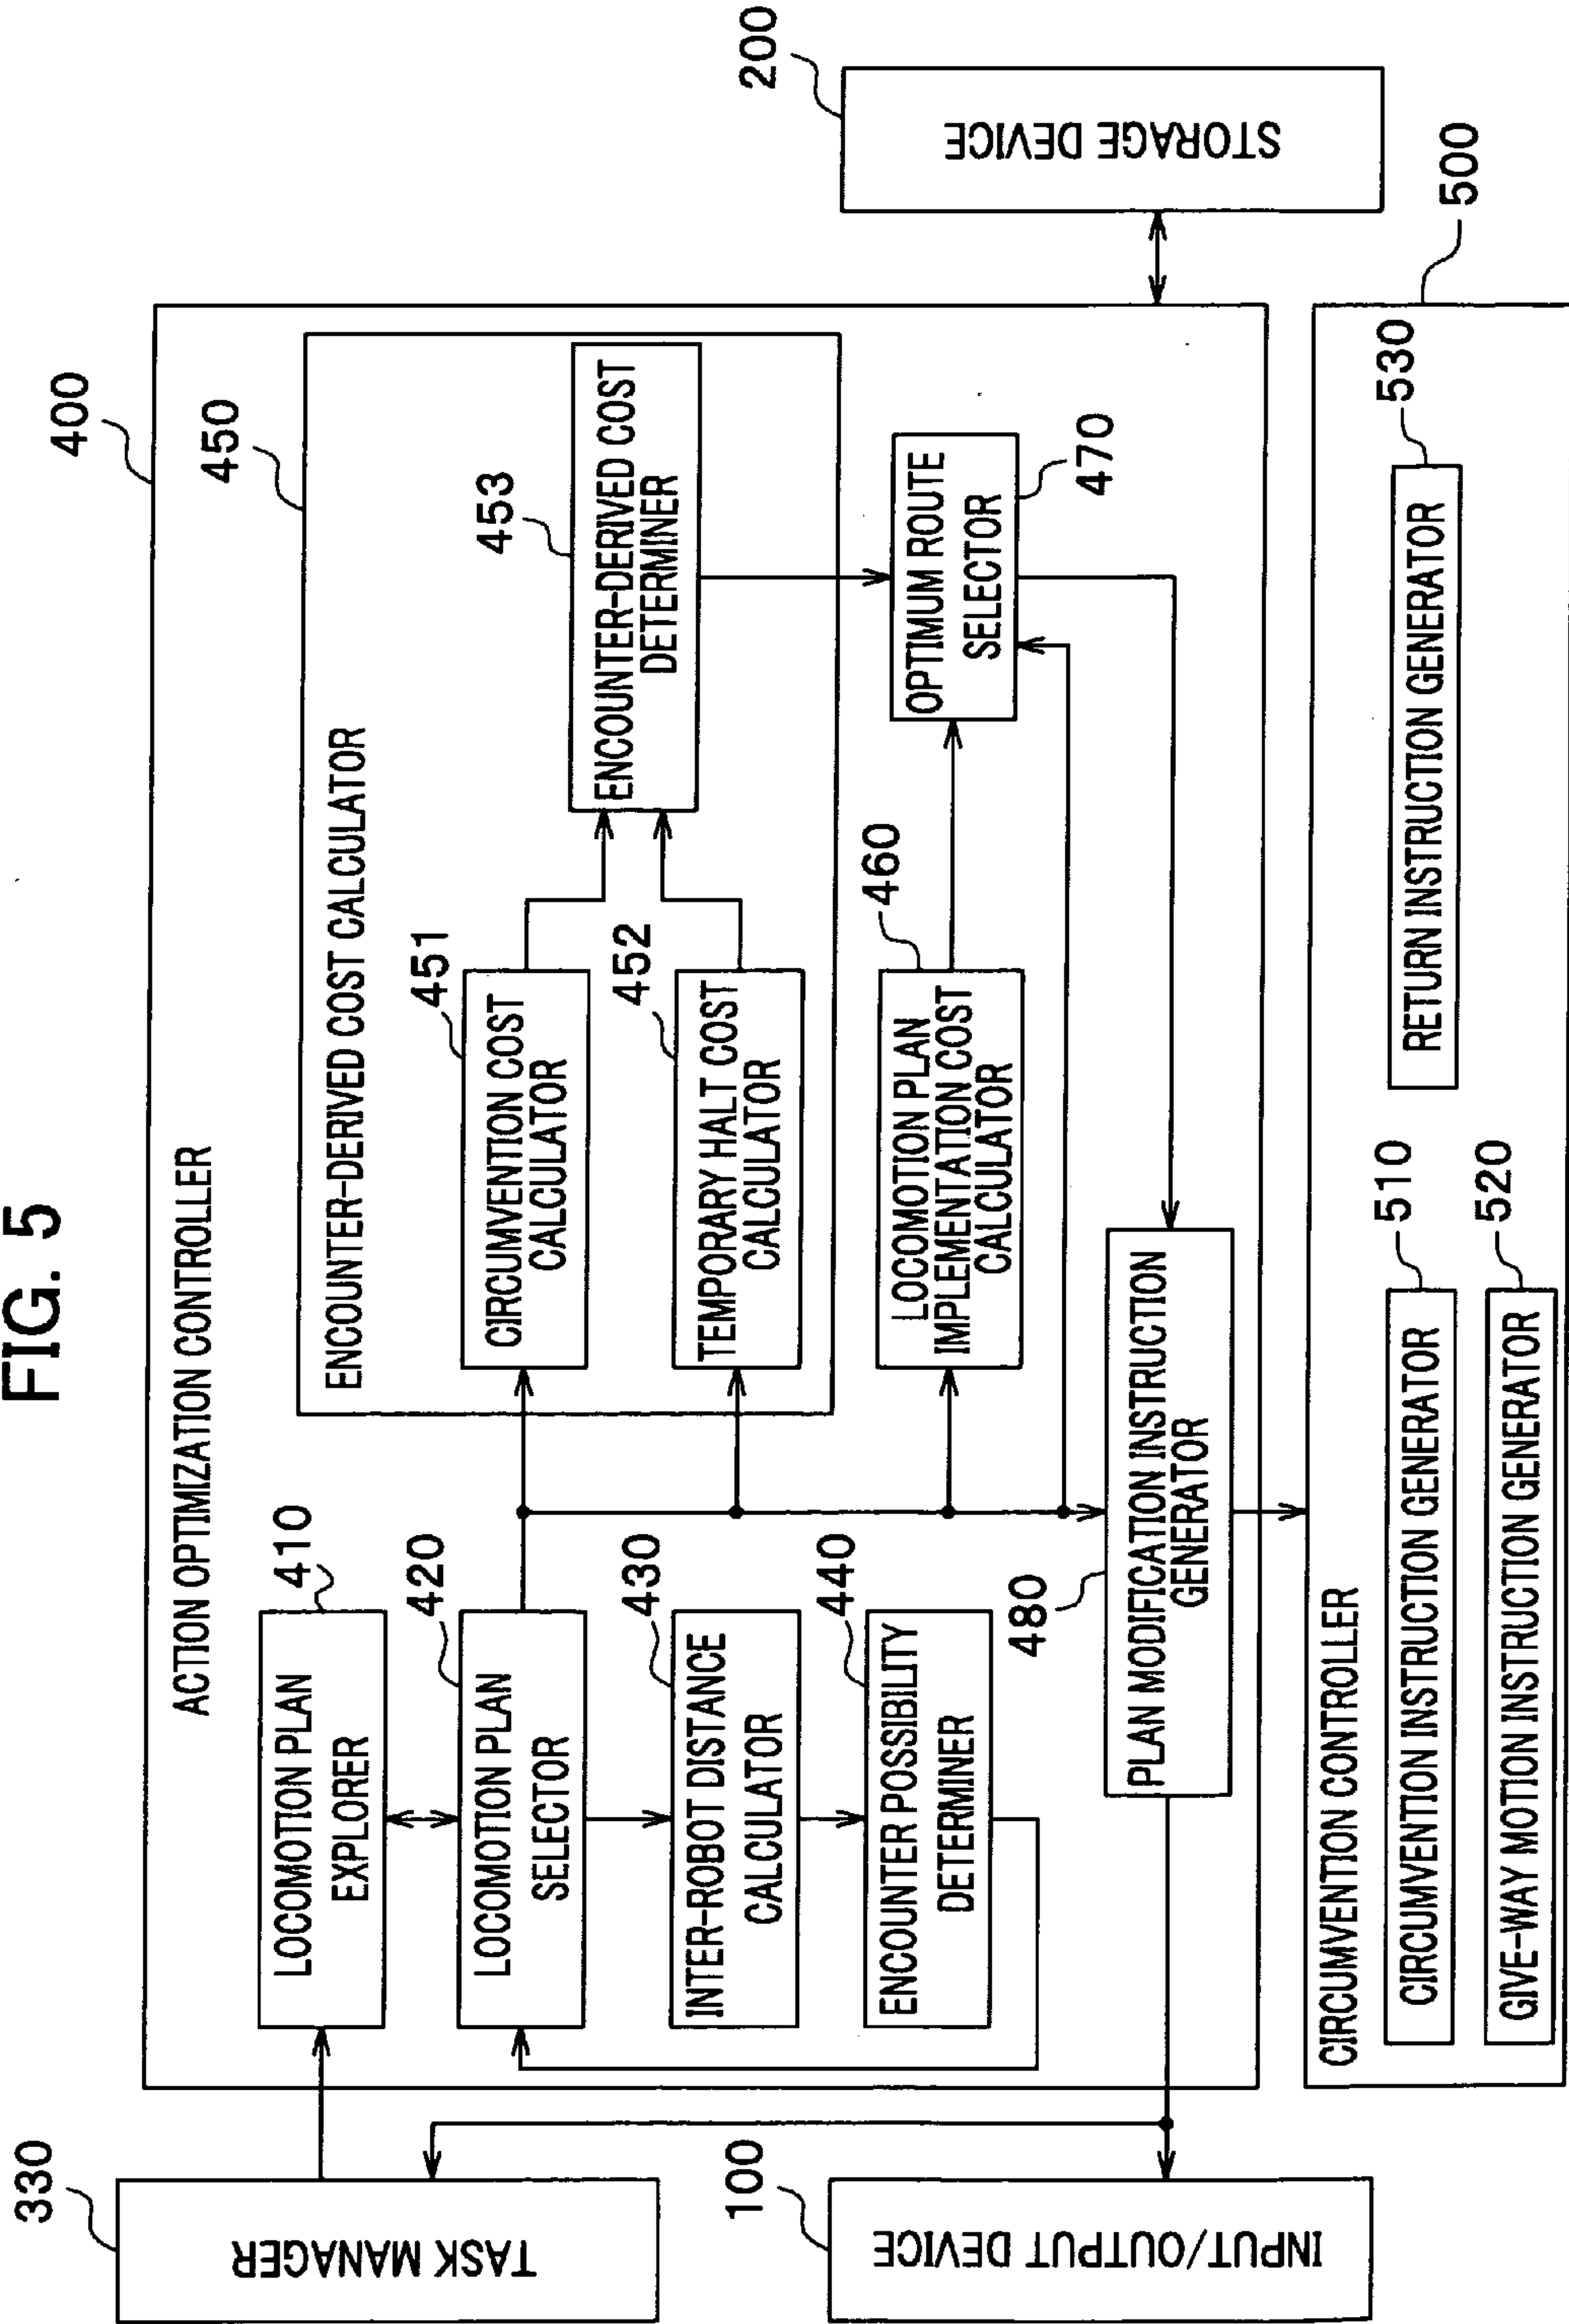 FIG. 5
330
TASK MANAGER
100
INPUT/OUTPUT DEVICE
400
ACTION OPTIMIZATION CONTROLLER
410
LOCOMOTION PLAN
EXPLORER
420
LOCOMOTION PLAN
SELECTOR
430
INTER-ROBOT DISTANCE
CALCULATOR
440
ENCOUNTER POSSIBILITY
DETERMINER
450
ENCOUNTER-DERIVED COST CALCULATOR
451
CIRCUMVENTION COST
CALCULATOR
452
TEMPORARY HALT COST
CALCULATOR
453
ENCOUNTER-DERIVED COST
DETERMINER
460
LOCOMOTION PLAN
IMPLEMENTATION COST
CALCULATOR
470
OPTIMUM ROUTE
SELECTOR
480
PLAN MODIFICATION INSTRUCTION
GENERATOR
200
STORAGE DEVICE
500
CIRCUMVENTION CONTROLLER
510
CIRCUMVENTION INSTRUCTION GENERATOR
520
GIVE-WAY MOTION INSTRUCTION GENERATOR
530
RETURN INSTRUCTION GENERATOR